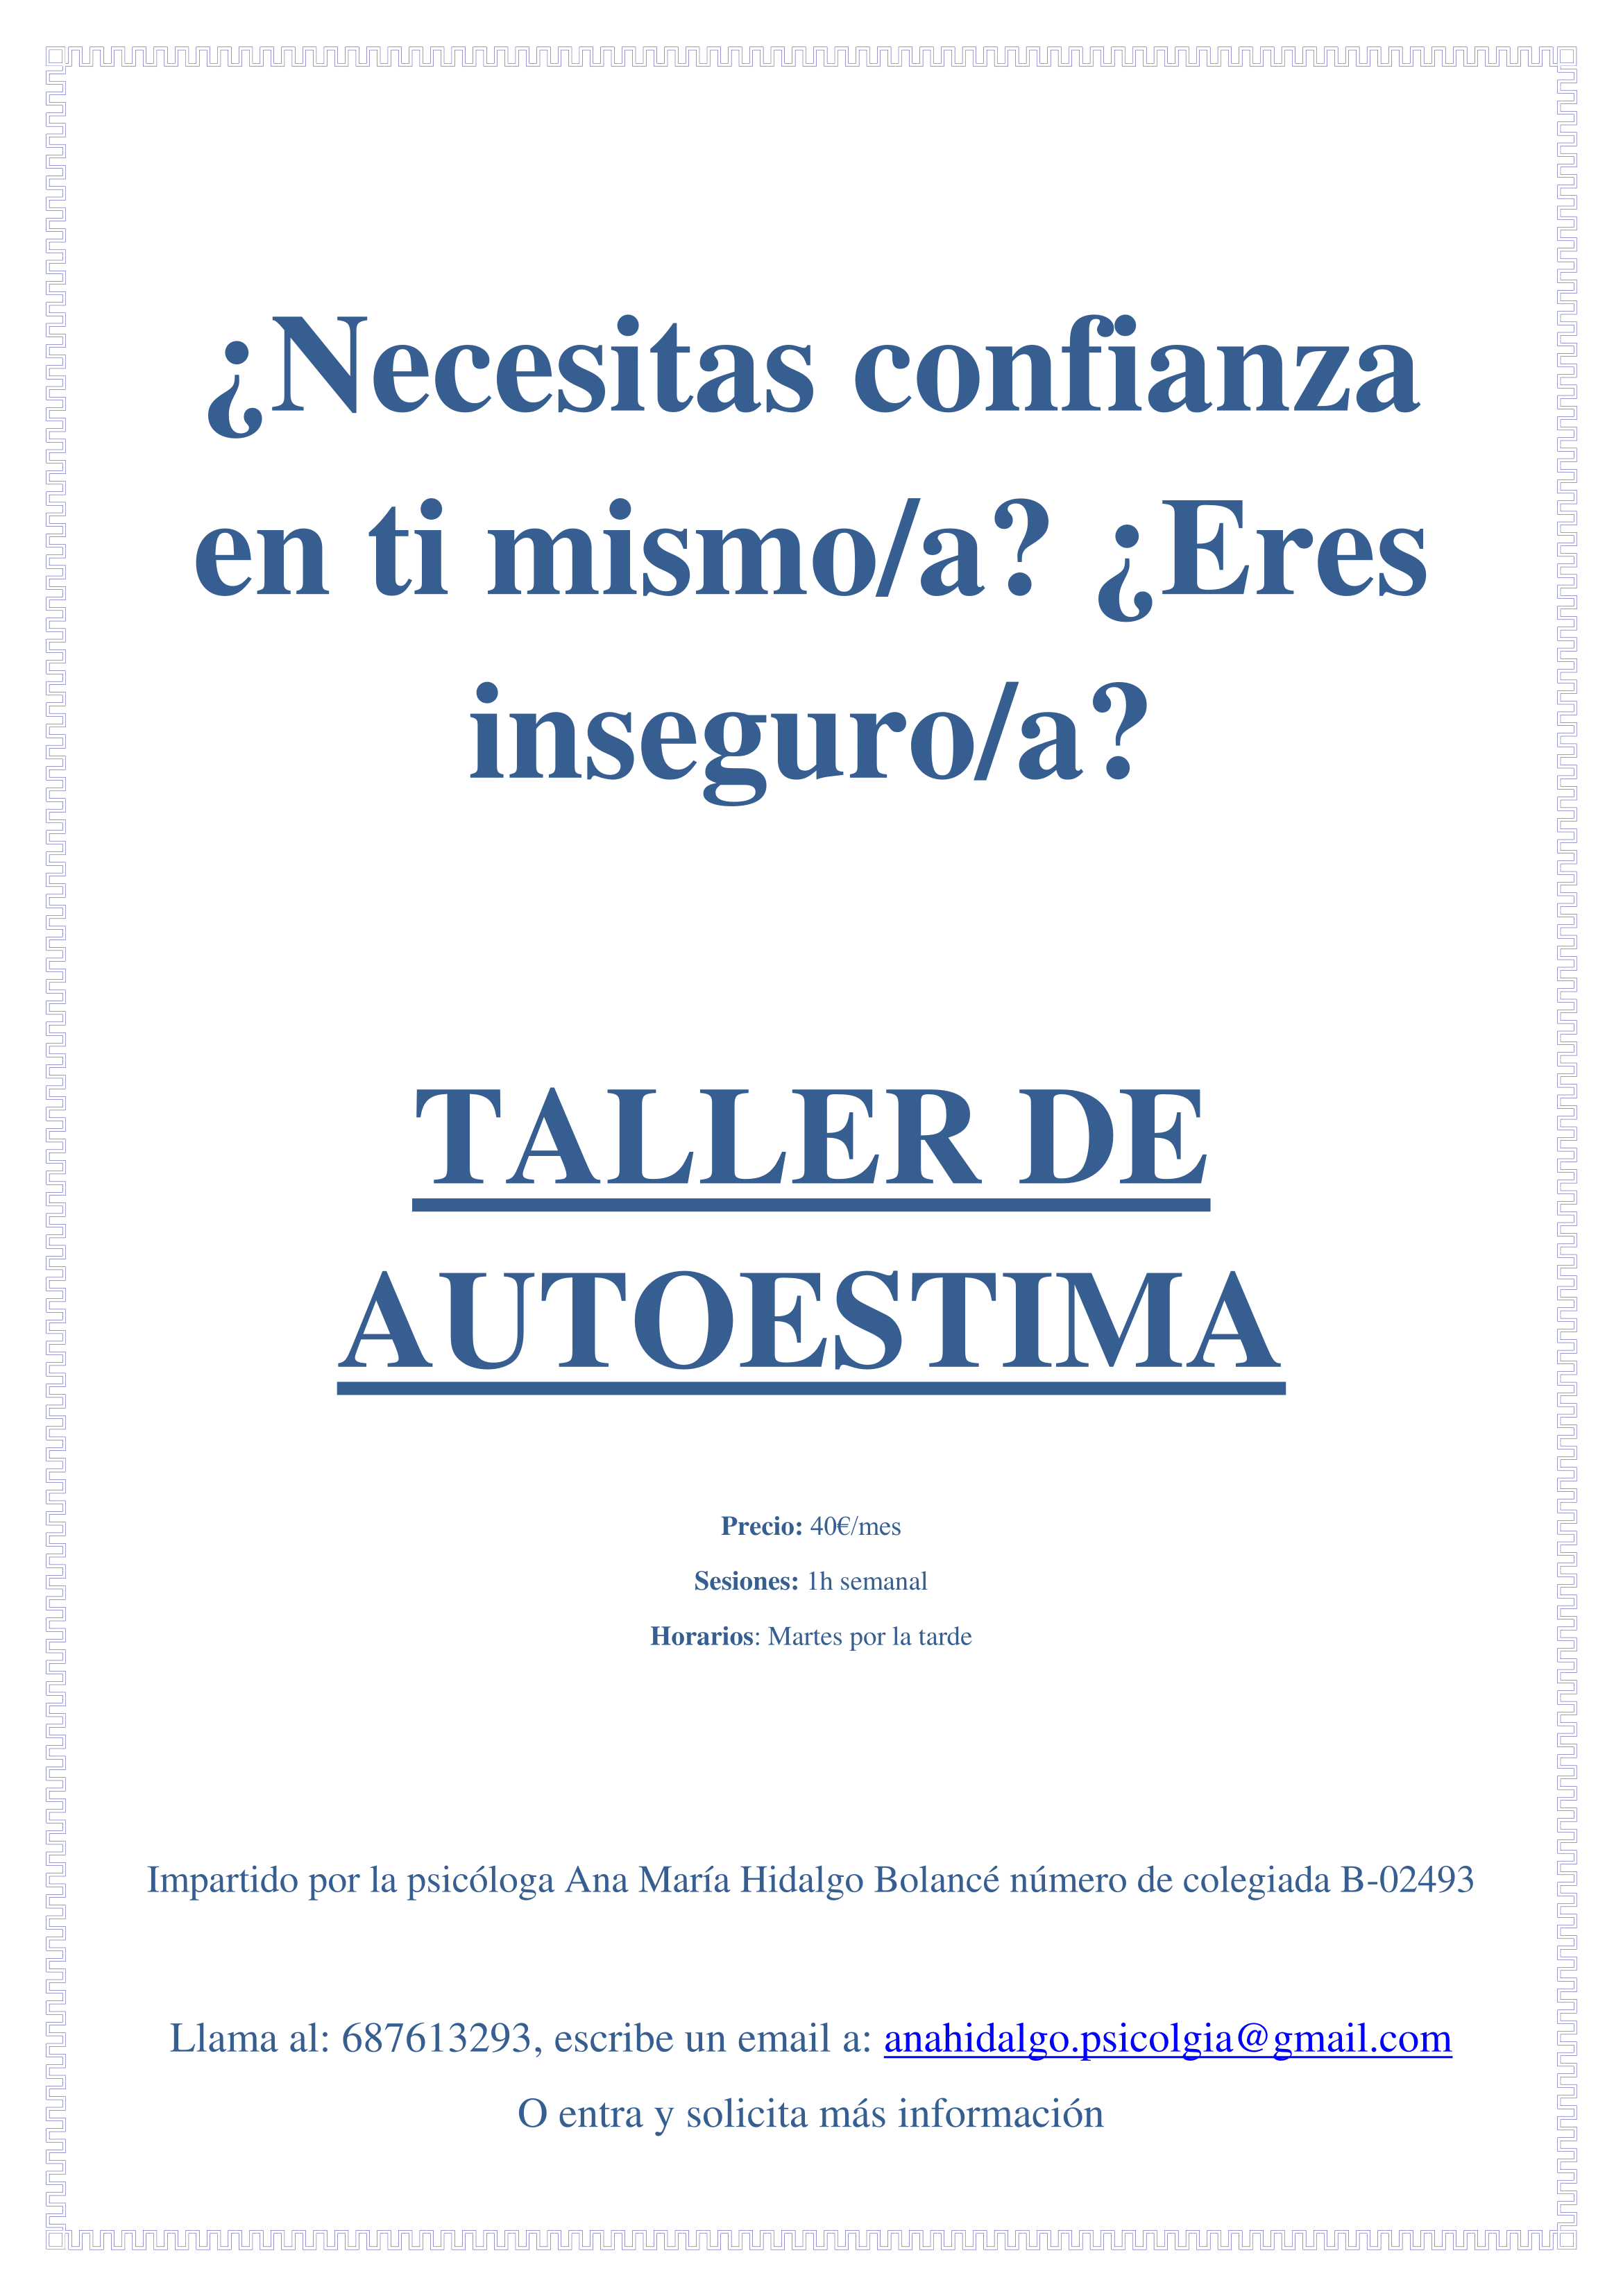 ¿Necesitas confianza
en ti mismo/a? ¿Eres
inseguro/a?
TALLER DE
AUTOESTIMA
Precio: 40€/mes
Sesiones: 1h semanal
Horarios: Martes por la tarde
Impartido por la psicóloga Ana María Hidalgo Bolancé número de colegiada B-02493
Llama al: 687613293, escribe un email a: anahidalgo.psicolgia@gmail.com
O entra y solicita más información